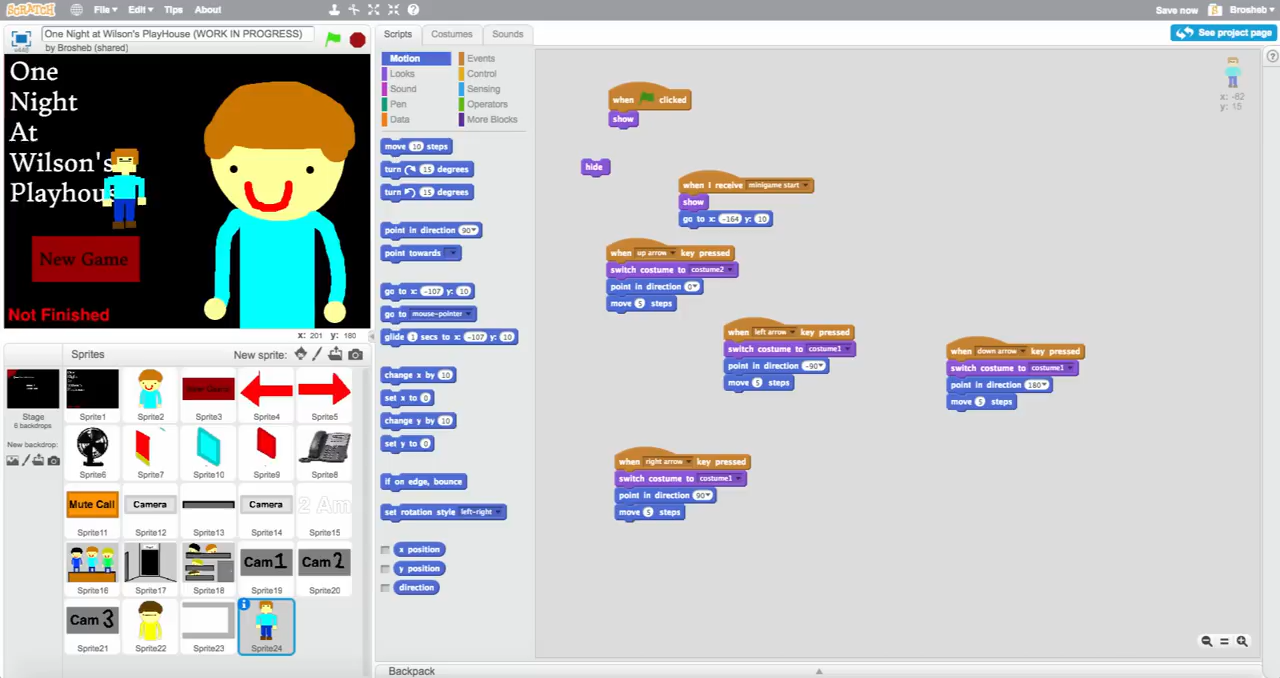 SCRATCH File Edit Tips About Save now Brosheb
One Night at Wilson's PlayHouse (WORK IN PROGRESS)
by Brosheb (shared)
See project page
Scripts Costumes Sounds
One
Night
At
Wilson's
Playhous
New Game
Not Finished
x: 201 y: 180
Motion Events
Looks Control
Sound Sensing
Pen Operators
Data More Blocks
move 10 steps
turn 15 degrees
turn 15 degrees
point in direction 90
point towards
go to x: -107 y: 10
go to mouse-pointer
glide 1 secs to x: -107 y: 10
change x by 10
set x to 0
change y by 10
set y to 0
if on edge, bounce
set rotation style left-right
x position
y position
direction
when clicked
show
hide
when I receive minigame start
show
go to x: -164 y: 10
when up arrow key pressed
switch costume to costume2
point in direction 0
move 5 steps
when left arrow key pressed
switch costume to costume1
point in direction -90
move 5 steps
when down arrow key pressed
switch costume to costume1
point in direction 180
move 5 steps
when right arrow key pressed
switch costume to costume1
point in direction 90
move 5 steps
x: -82
y: 15
Sprites New sprite:
Stage
6 backdrops
New backdrop:
New Game
Sprite1 Sprite2 Sprite3 Sprite4 Sprite5
Sprite6 Sprite7 Sprite10 Sprite9 Sprite8
Mute Call Camera Camera 2 Am
Sprite11 Sprite12 Sprite13 Sprite14 Sprite15
Cam 1 Cam 2
Sprite16 Sprite17 Sprite18 Sprite19 Sprite20
Cam 3
Sprite21 Sprite22 Sprite23 Sprite24
Backpack